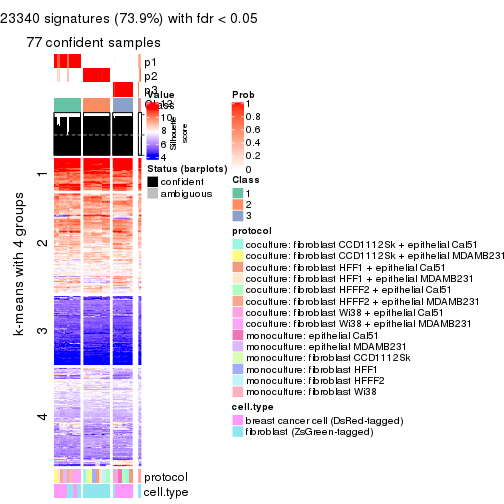 23340 signatures (73.9%) with fdr < 0.05
77 confident samples
p1
p2
p3
Class
Silhouette
score
k-means with 4 groups
1
2
3
4
protocol
cell.type
Value
10
8
6
4
Status (barplots)
confident
ambiguous
Prob
1
0.8
0.6
0.4
0.2
0
Class
1
2
3
protocol
coculture: fibroblast CCD1112Sk + epithelial Cal51
coculture: fibroblast CCD1112Sk + epithelial MDAMB231
coculture: fibroblast HFF1 + epithelial Cal51
coculture: fibroblast HFF1 + epithelial MDAMB231
coculture: fibroblast HFFF2 + epithelial Cal51
coculture: fibroblast HFFF2 + epithelial MDAMB231
coculture: fibroblast Wi38 + epithelial Cal51
coculture: fibroblast Wi38 + epithelial MDAMB231
monoculture: epithelial Cal51
monoculture: epithelial MDAMB231
monoculture: fibroblast CCD1112Sk
monoculture: fibroblast HFF1
monoculture: fibroblast HFFF2
monoculture: fibroblast Wi38
cell.type
breast cancer cell (DsRed-tagged)
fibroblast (ZsGreen-tagged)